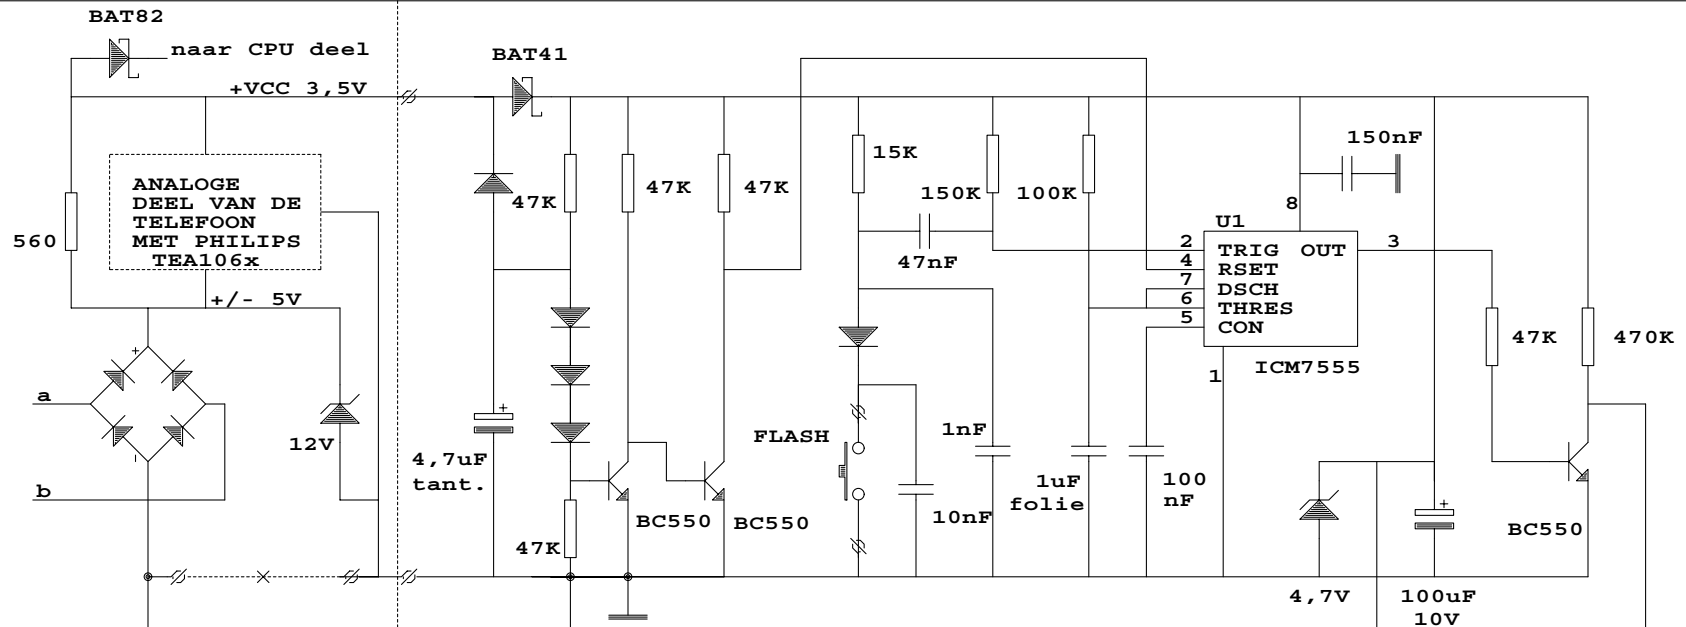 BAT82
naar CPU deel
BAT41
+VCC 3,5V
150nF
15K
ANALOGE
DEEL VAN DE
TELEFOON
MET PHILIPS
TEA106x
47K
47K
47K
150K
100K
8
U1
560
47nF
2
TRIG
OUT
3
4
RSET
7
DSCH
6
THRES
5
CON
+/- 5V
+
47K
470K
ICM7555
1
a
+
12V
FLASH
1nF
4,7uF
tant.
-
b
1uF
folie
100
nF
10nF
+
BC550
BC550
BC550
47K
4,7V
100uF
10V